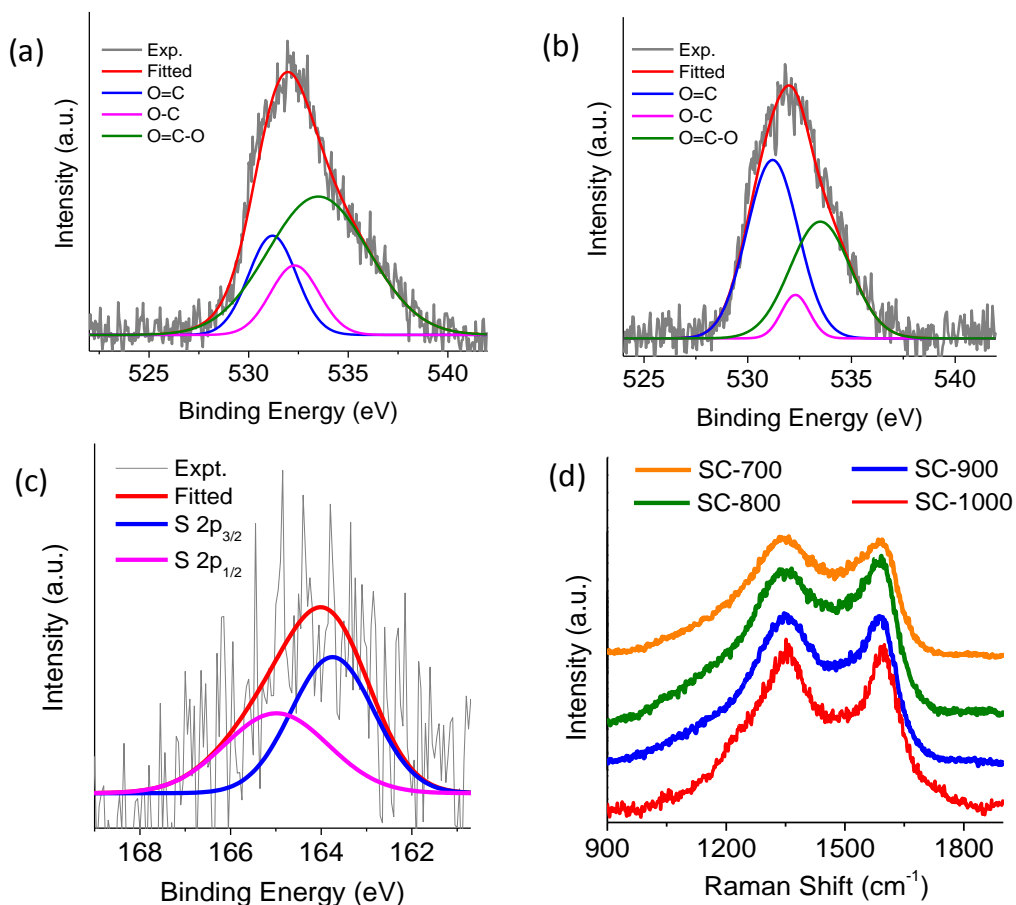 (a)
Exp.
Fitted
O=C
O-C
O=C-O
Intensity (a.u.)
525 530 535 540
Binding Energy (eV)
(b)
Exp.
Fitted
O=C
O-C
O=C-O
Intensity (a.u.)
525 530 535 540
Binding Energy (eV)
(c)
Expt.
Fitted
S 2p3/2
S 2p1/2
Intensity (a.u.)
168 166 164 162
Binding Energy (eV)
(d)
SC-700 SC-900
SC-800 SC-1000
Intensity (a.u.)
900 1200 1500 1800
Raman Shift (cm-1)